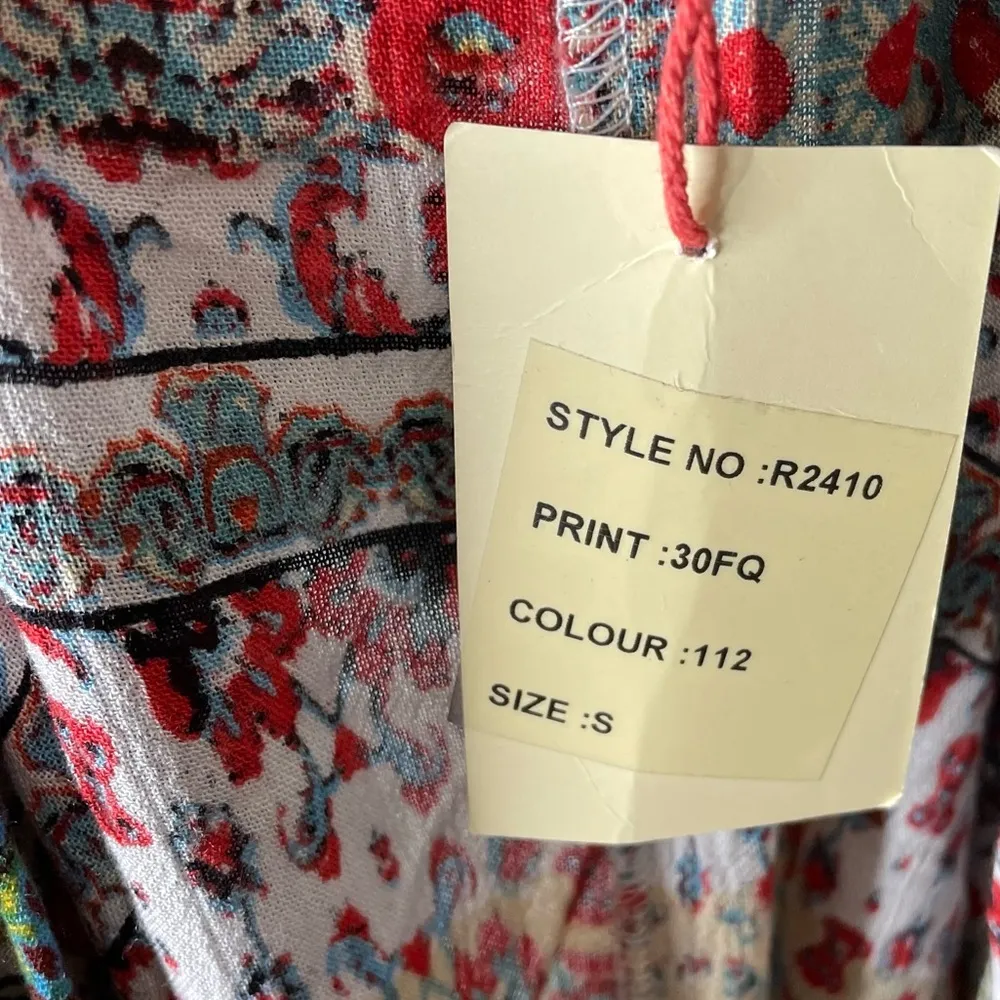 STYLE NO :R2410
PRINT :30FQ
COLOUR :112
SIZE :S